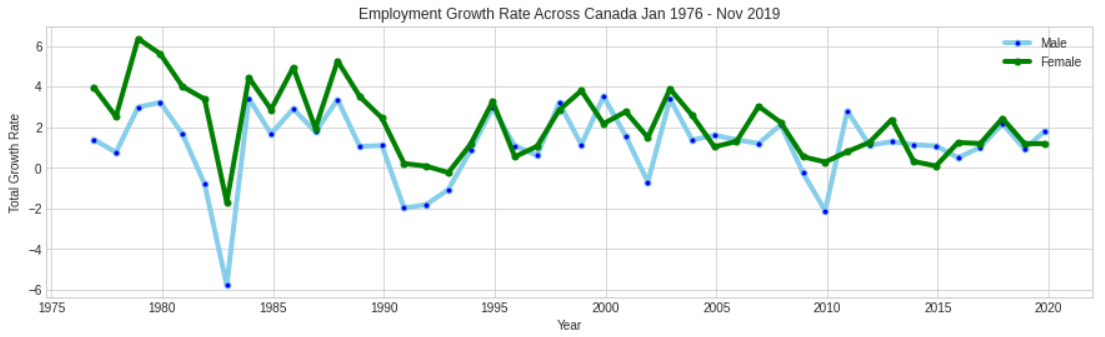 Employment Growth Rate Across Canada Jan 1976 - Nov 2019
Male
Female
Total Growth Rate
6
4
2
0
−2
−4
−6
1975 1980 1985 1990 1995 2000 2005 2010 2015 2020
Year